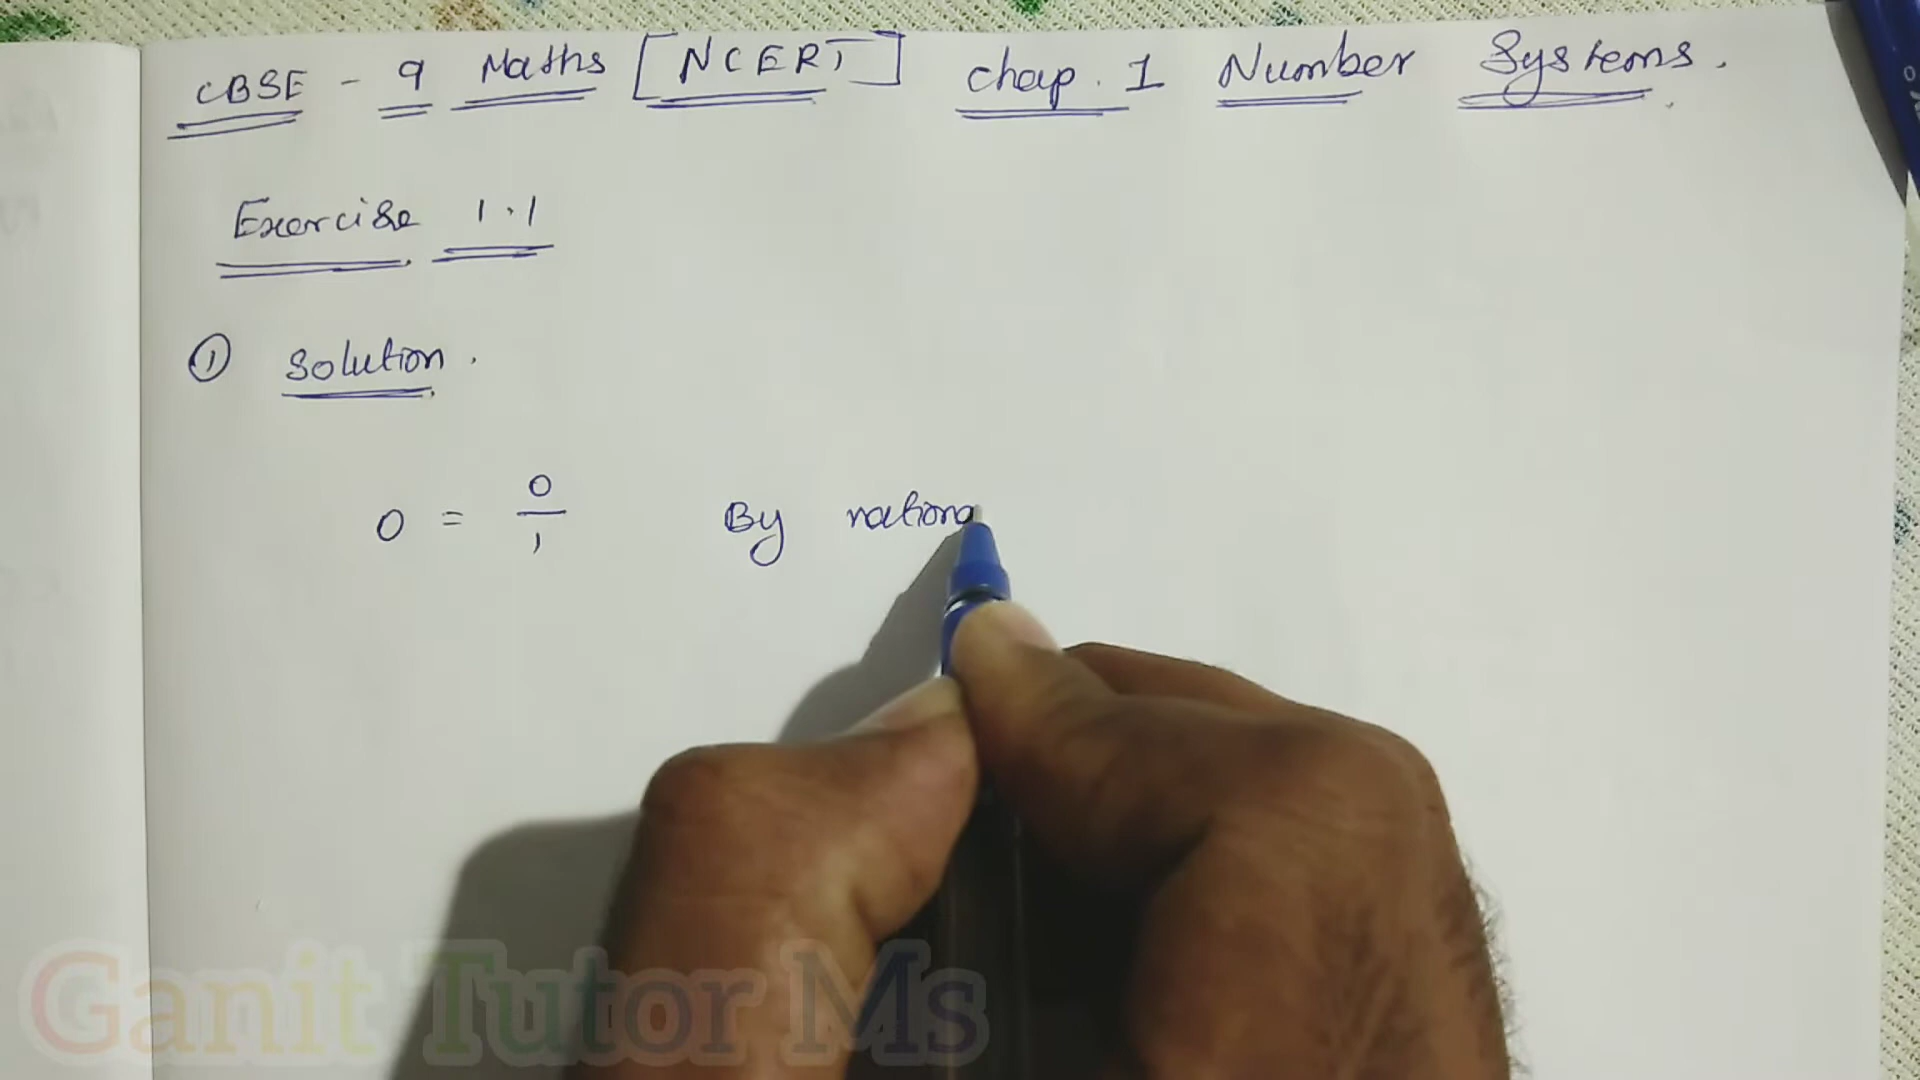 CBSE - 9 Maths [NCERT] Chap. 1 Number Systems.
Exercise 1.1
① Solution.
0 = 0/1 By rationa
Ganit Tutor Ms